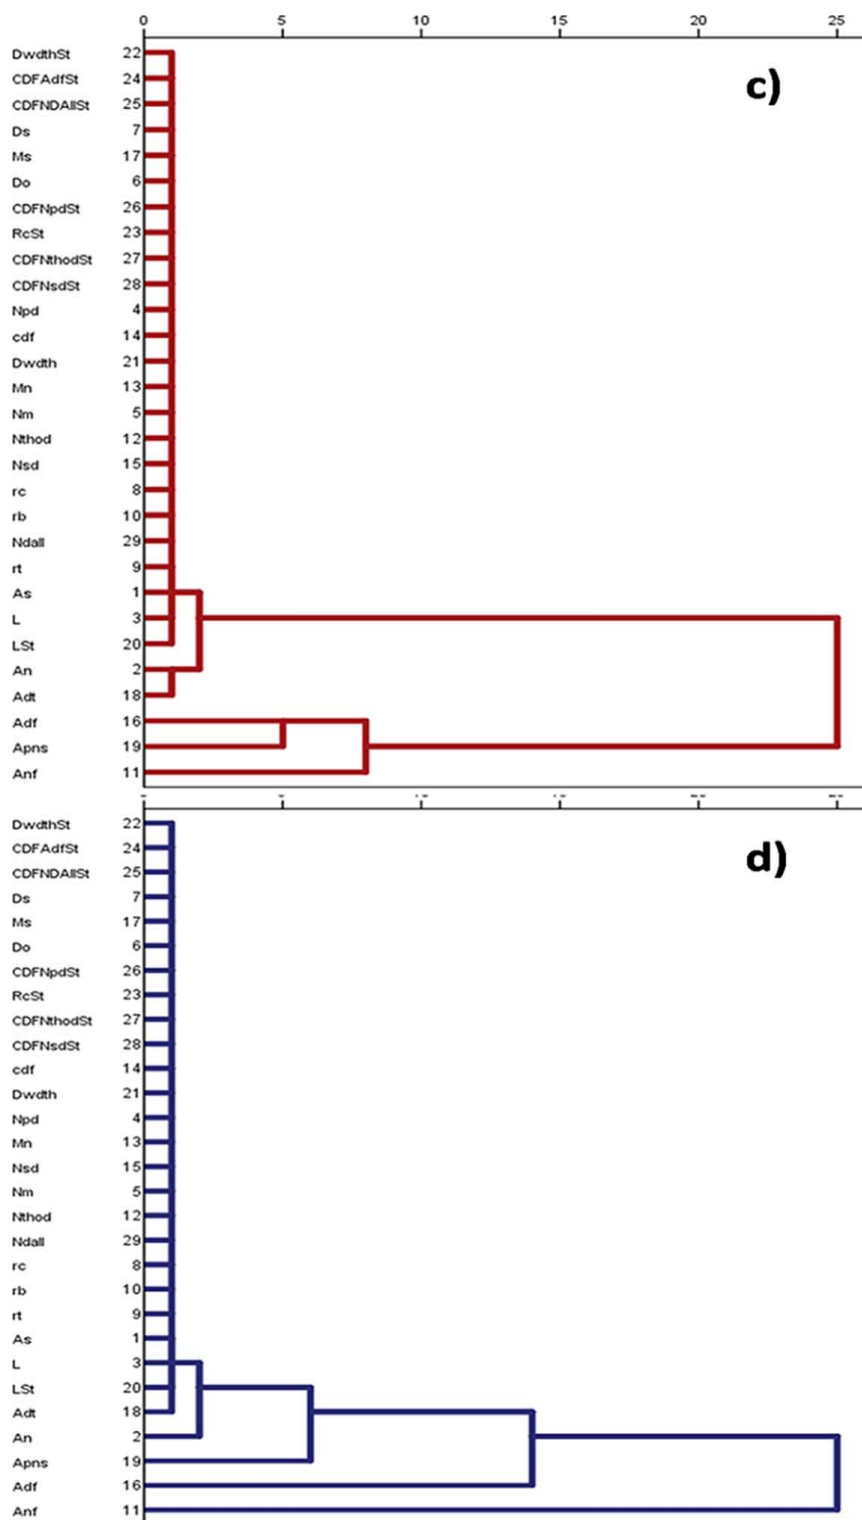 0 5 10 15 20 25
c)
DwdthSt 22
CDFAdfSt 24
CDFNDAllSt 25
Ds 7
Ms 17
Do 6
CDFNpdSt 26
RcSt 23
CDFNthodSt 27
CDFNsdSt 28
Npd 4
cdf 14
Dwdth 21
Mn 13
Nm 5
Nthod 12
Nsd 15
rc 8
rb 10
Ndall 29
rt 9
As 1
L 3
LSt 20
An 2
Adt 18
Adf 16
Apns 19
Anf 11
d)
DwdthSt 22
CDFAdfSt 24
CDFNDAllSt 25
Ds 7
Ms 17
Do 6
CDFNpdSt 26
RcSt 23
CDFNthodSt 27
CDFNsdSt 28
cdf 14
Dwdth 21
Npd 4
Mn 13
Nsd 15
Nm 5
Nthod 12
Ndall 29
rc 8
rb 10
rt 9
As 1
L 3
LSt 20
Adt 18
An 2
Apns 19
Adf 16
Anf 11